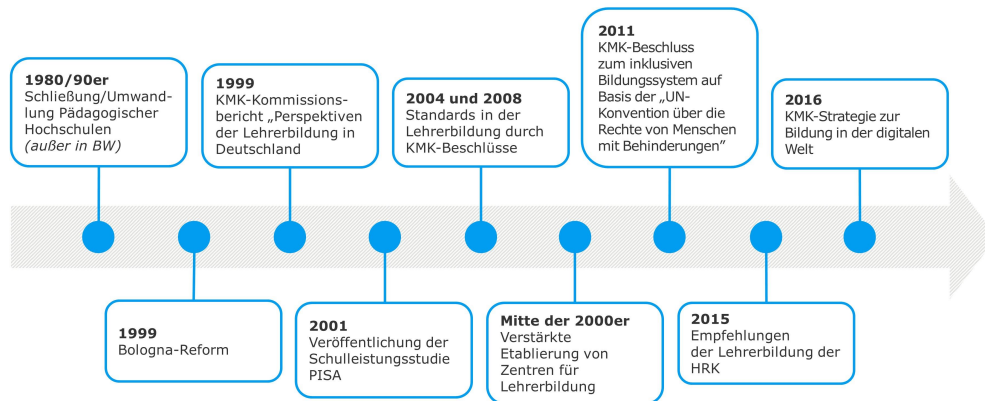 1980/90er
Schließung/Umwand-
lung Pädagogischer
Hochschulen
(außer in BW)
1999
Bologna-Reform
1999
KMK-Kommissions-
bericht „Perspektiven
der Lehrerbildung in
Deutschland
2001
Veröffentlichung der
Schulleistungsstudie
PISA
2004 und 2008
Standards in der
Lehrerbildung durch
KMK-Beschlüsse
Mitte der 2000er
Verstärkte
Etablierung von
Zentren für
Lehrerbildung
2011
KMK-Beschluss
zum inklusiven
Bildungssystem auf
Basis der „UN-
Konvention über die
Rechte von Menschen
mit Behinderungen”
2015
Empfehlungen
der Lehrerbildung der
HRK
2016
KMK-Strategie zur
Bildung in der digitalen
Welt